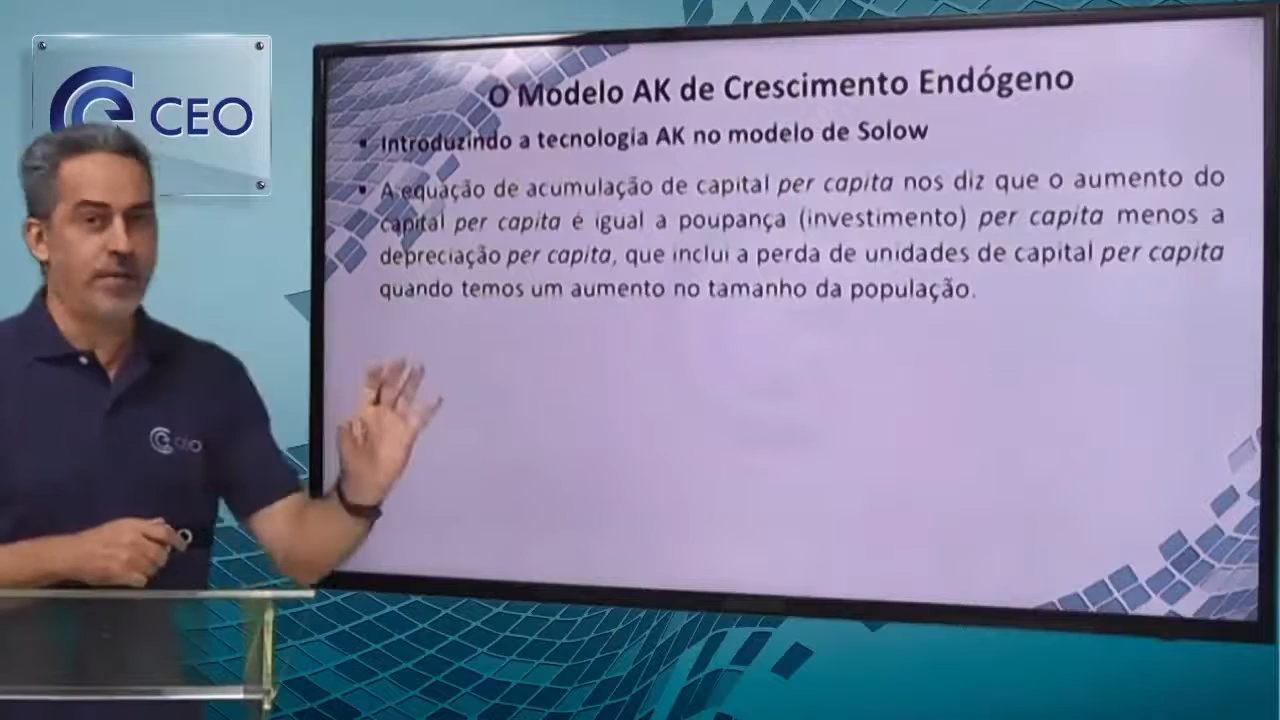 CEO
O Modelo AK de Crescimento Endógeno
• Introduzindo a tecnologia AK no modelo de Solow
• A equação de acumulação de capital per capita nos diz que o aumento do
capital per capita é igual a poupança (investimento) per capita menos a
depreciação per capita, que inclui a perda de unidades de capital per capita
quando temos um aumento no tamanho da população.
CEO